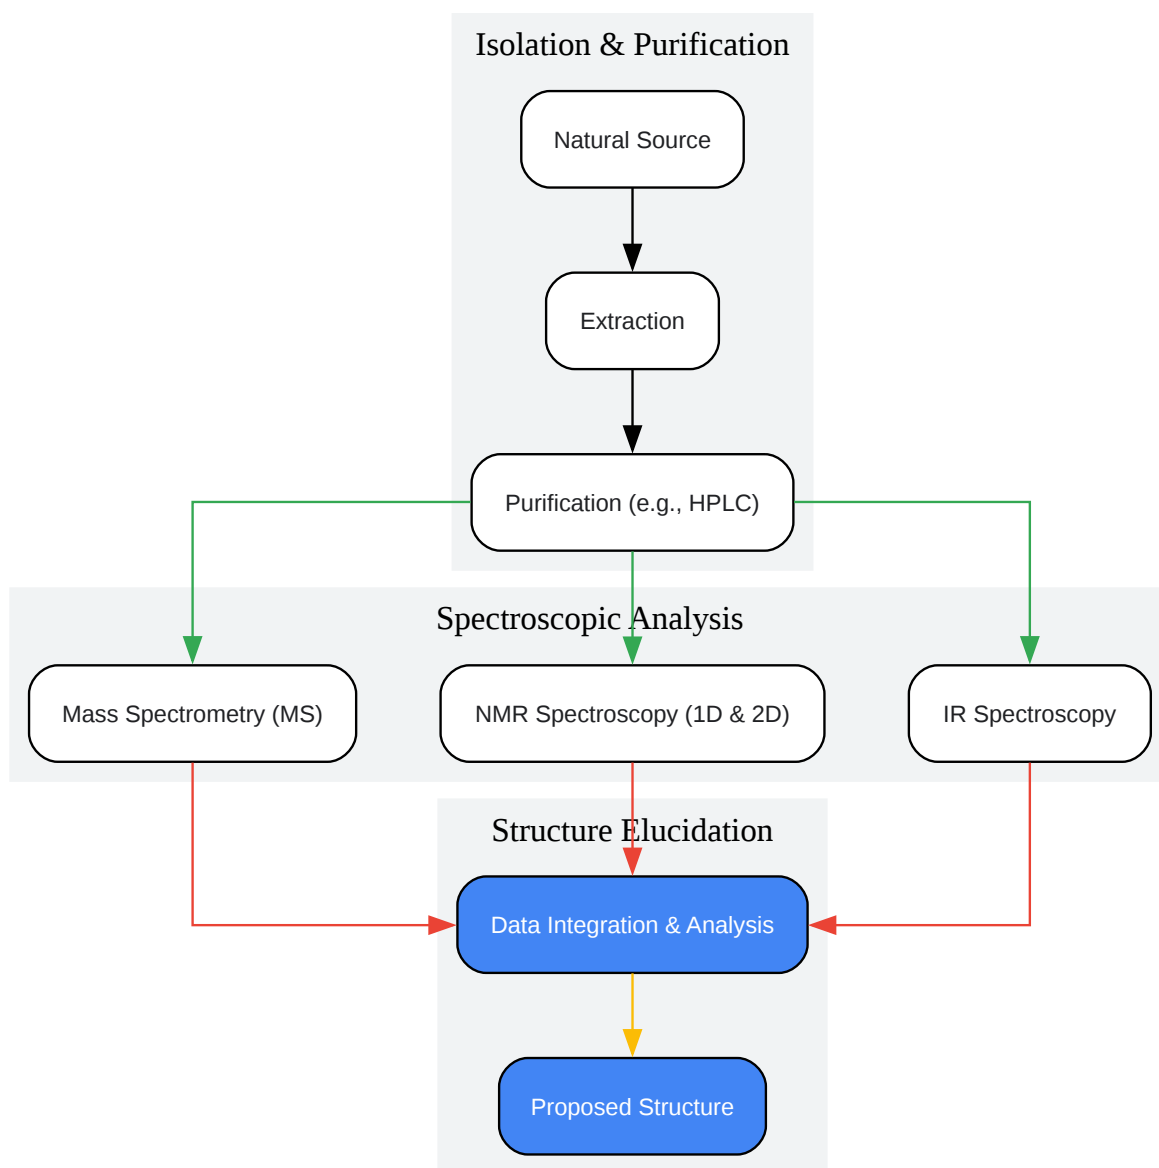 Isolation & Purification
Natural Source
Extraction
Purification (e.g., HPLC)
Spectroscopic Analysis
Mass Spectrometry (MS)
NMR Spectroscopy (1D & 2D)
IR Spectroscopy
Structure Elucidation
Data Integration & Analysis
Proposed Structure